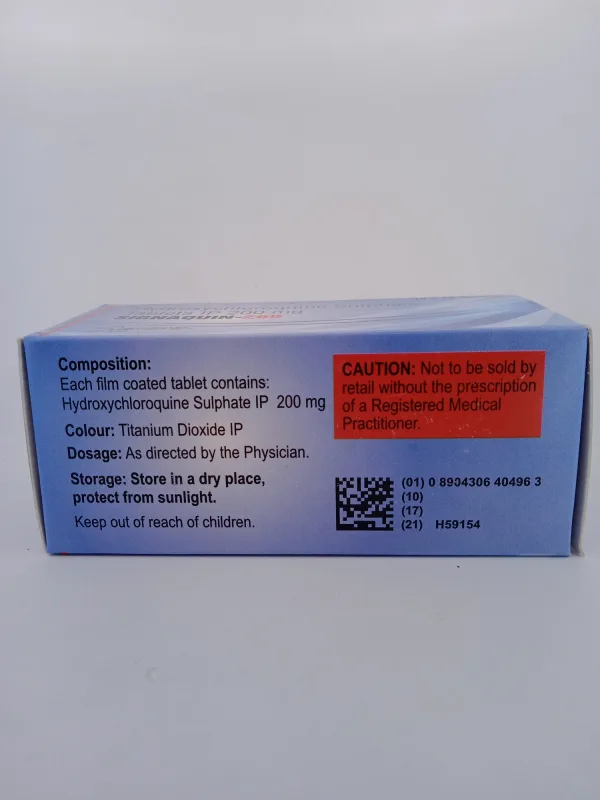 Composition:
Each film coated tablet contains:
Hydroxychloroquine Sulphate IP 200 mg
Colour: Titanium Dioxide IP
Dosage: As directed by the Physician.
Storage: Store in a dry place,
protect from sunlight.
Keep out of reach of children.
CAUTION: Not to be sold by
retail without the prescription
of a Registered Medical
Practitioner.
(01) 0 8904306 40496 3
(10)
(17)
(21) H59154